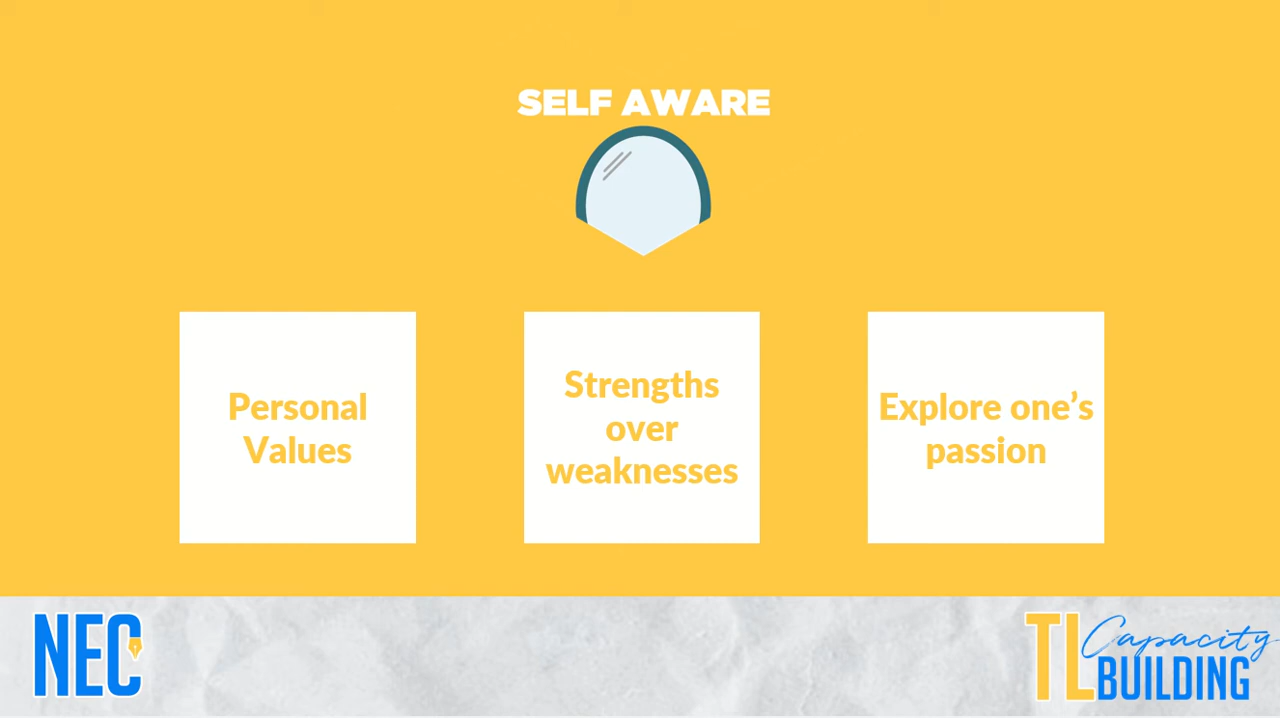 SELF AWARE
Personal
Values
Strengths
over
weaknesses
Explore one’s
passion
NEC
TL Capacity
BUILDING